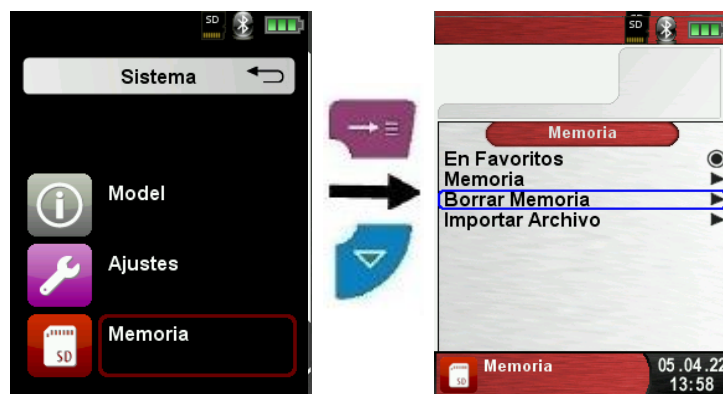 SD
Sistema
Model
Ajustes
Memoria
SD
SD
Memoria
En Favoritos
Memoria
Borrar Memoria
Importar Archivo
SD
Memoria
05.04.22
13:58